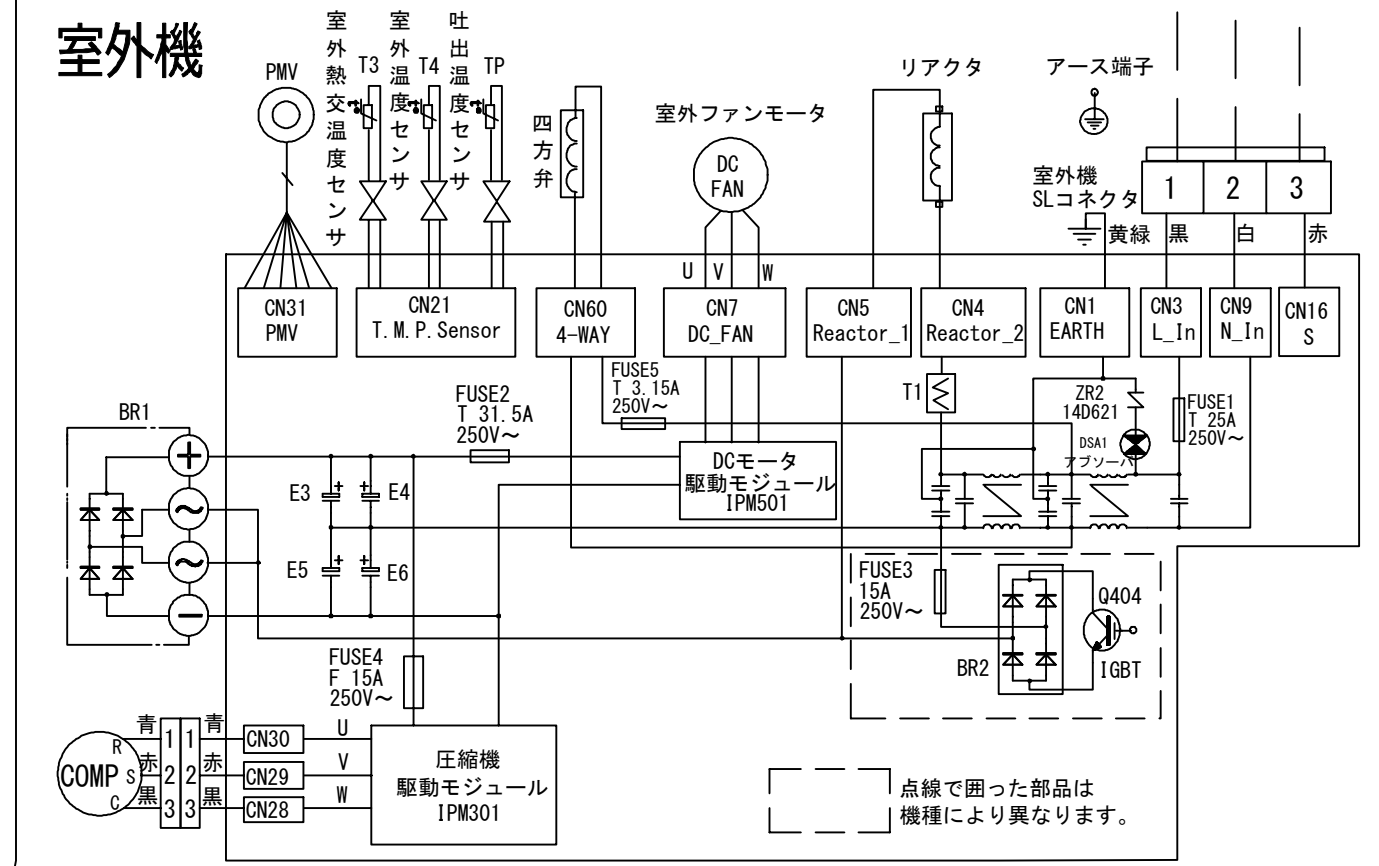 室外機
PMV
室外熱交温度センサ
T3
室外温度センサ
T4
吐出温度センサ
TP
四方弁
室外ファンモータ
DC
FAN
リアクタ
アース端子
室外機
SLコネクタ
1 2 3
黄緑 黒 白 赤
U V W
CN31
PMV
CN21
T.M.P.Sensor
CN60
4-WAY
CN7
DC_FAN
CN5
Reactor_1
CN4
Reactor_2
CN1
EARTH
CN3
L_In
CN9
N_In
CN16
S
BR1
FUSE2
T 31.5A
250V～
FUSE5
T 3.15A
250V～
T1
ZR2
14D621
DSA1
アブソーバ
FUSE1
T 25A
250V～
+
～
～
－
E3 + + E4
E5 + + E6
DCモータ
駆動モジュール
IPM501
FUSE3
15A
250V～
Q404
BR2
IGBT
FUSE4
F 15A
250V～
COMP
R
S
C
青 1 1 青
赤 2 2 赤
黒 3 3 黒
CN30 U
CN29 V
CN28 W
圧縮機
駆動モジュール
IPM301
点線で囲った部品は
機種により異なります。